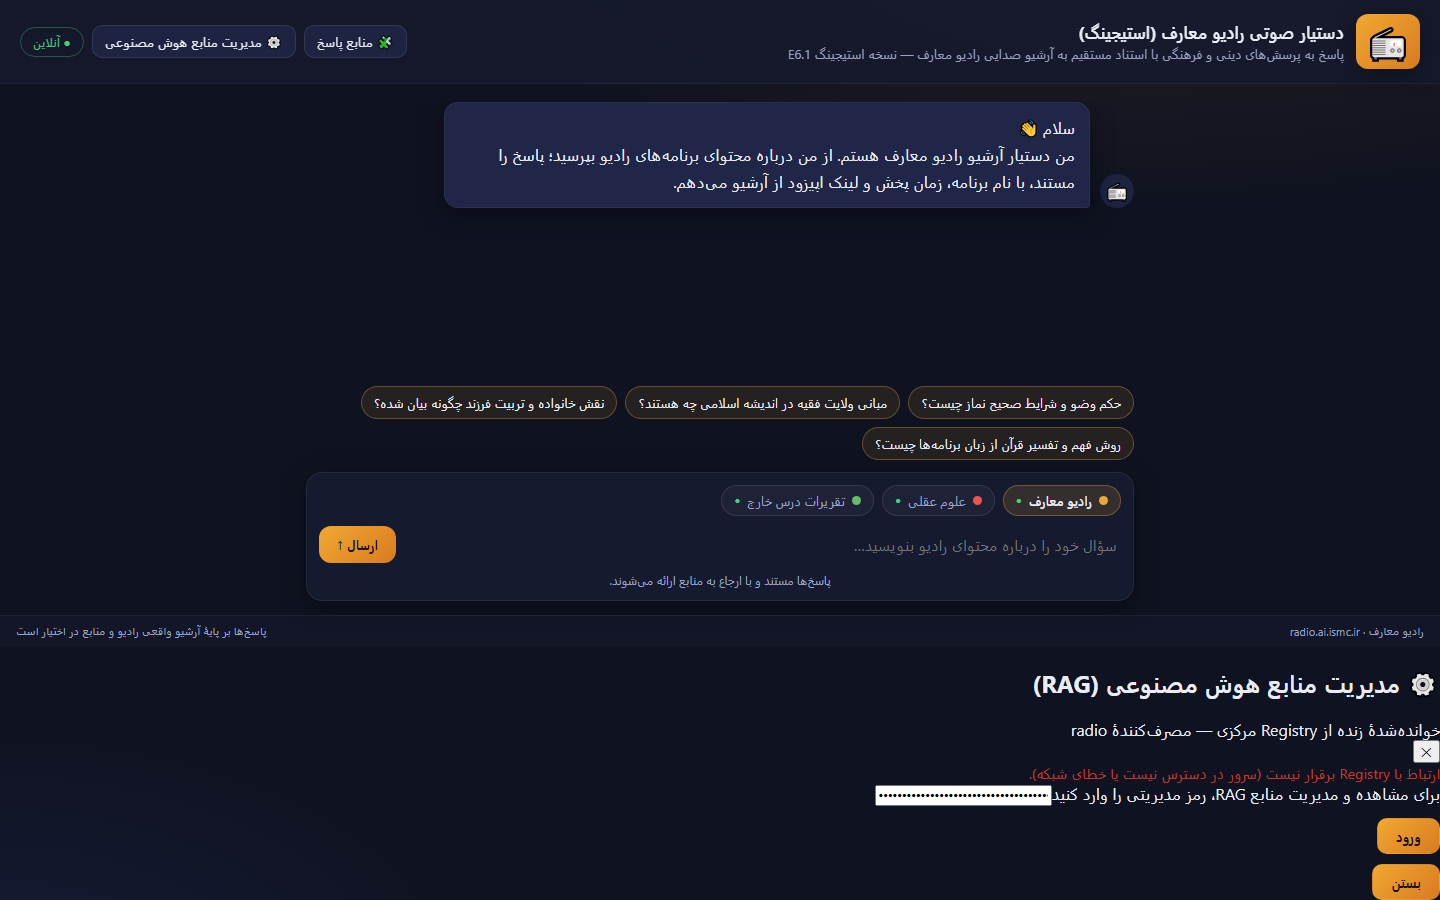 دستیار صوتی رادیو معارف (استیجینگ)
پاسخ به پرسش‌های دینی و فرهنگی با استناد مستقیم به آرشیو صدایی رادیو معارف — نسخه استیجینگ E6.1
منابع پاسخ
مدیریت منابع هوش مصنوعی
● آنلاین
سلام 👋
من دستیار آرشیو رادیو معارف هستم. از من درباره محتوای برنامه‌های رادیو بپرسید؛ پاسخ را
مستند، با نام برنامه، زمان پخش و لینک اپیزود از آرشیو می‌دهم.
حکم وضو و شرایط صحیح نماز چیست؟
مبانی ولایت فقیه در اندیشه اسلامی چه هستند؟
نقش خانواده و تربیت فرزند چگونه بیان شده؟
روش فهم و تفسیر قرآن از زبان برنامه‌ها چیست؟
رادیو معارف
علوم عقلی
تقریرات درس خارج
سؤال خود را درباره محتوای رادیو بنویسید...
ارسال ↑
پاسخ‌ها مستند و با ارجاع به منابع ارائه می‌شوند.
رادیو معارف · radio.ai.ismc.ir
پاسخ‌ها بر پایهٔ آرشیو واقعی رادیو و منابع در اختیار است
⚙️ مدیریت منابع هوش مصنوعی (RAG)
خوانده‌شدهٔ زنده از Registry مرکزی — مصرف‌کنندهٔ radio
✕
ارتباط با Registry برقرار نیست (سرور در دسترس نیست یا خطای شبکه).
برای مشاهده و مدیریت منابع RAG، رمز مدیریتی را وارد کنید
ورود
بستن